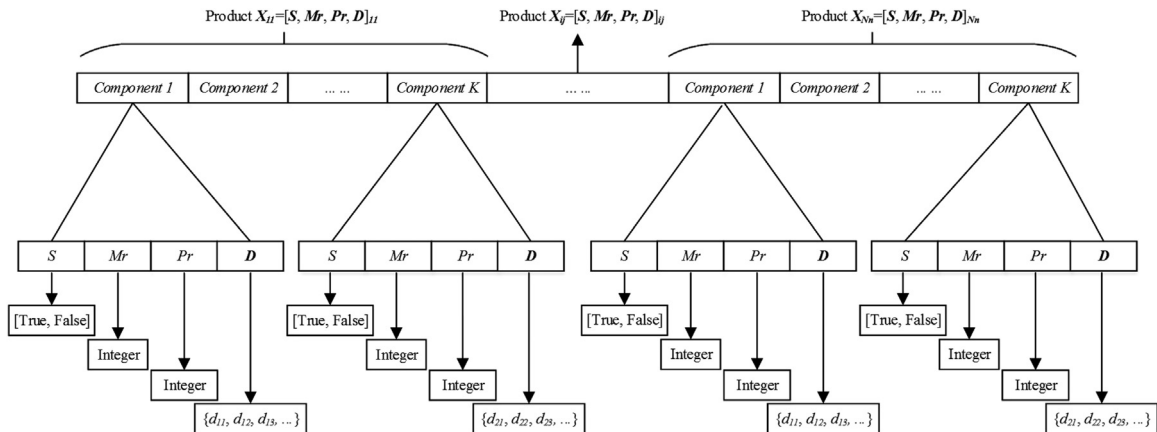 Product X11=[S, Mr, Pr, D]11 Product Xij=[S, Mr, Pr, D]ij Product XNn=[S, Mr, Pr, D]Nn
Component 1 Component 2 ... ... Component K ... ... Component 1 Component 2 ... ... Component K
S Mr Pr D S Mr Pr D S Mr Pr D S Mr Pr D
[True, False] [True, False] [True, False] [True, False]
Integer Integer Integer Integer
Integer Integer Integer Integer
{d11, d12, d13, ...} {d21, d22, d23, ...} {d11, d12, d13, ...} {d21, d22, d23, ...}